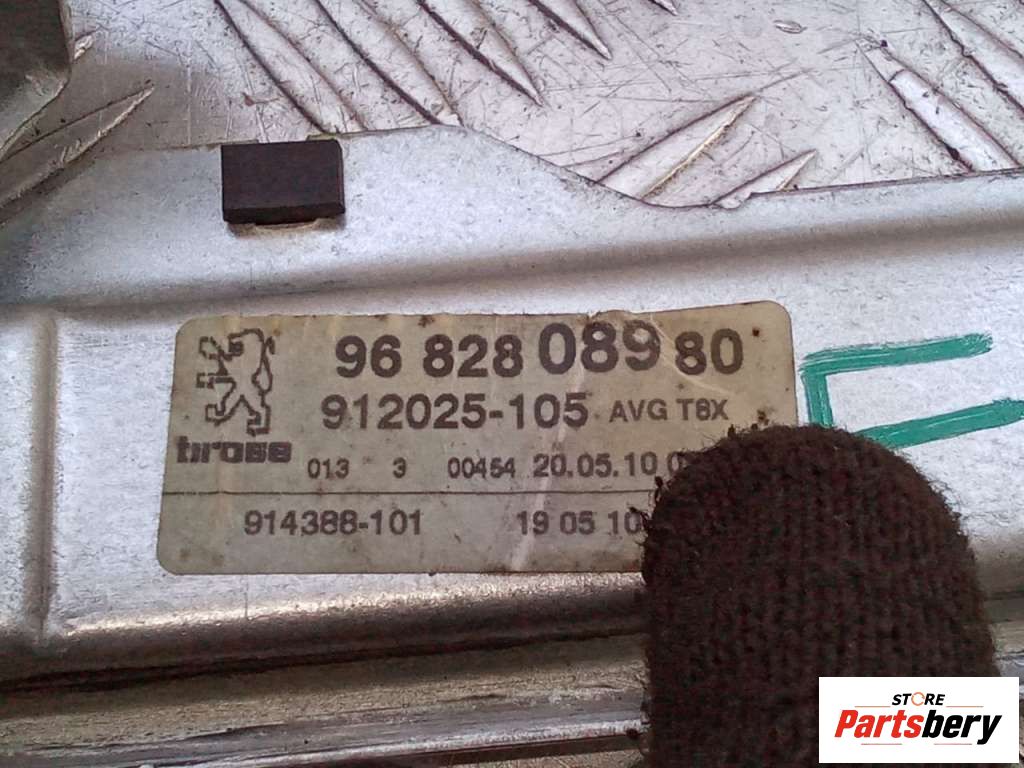 96 828 089 80
912025-105 AVG T8X
brose
013 3 00454 20.05.10 0
914388-101 19 05 10
STORE
Partsbery